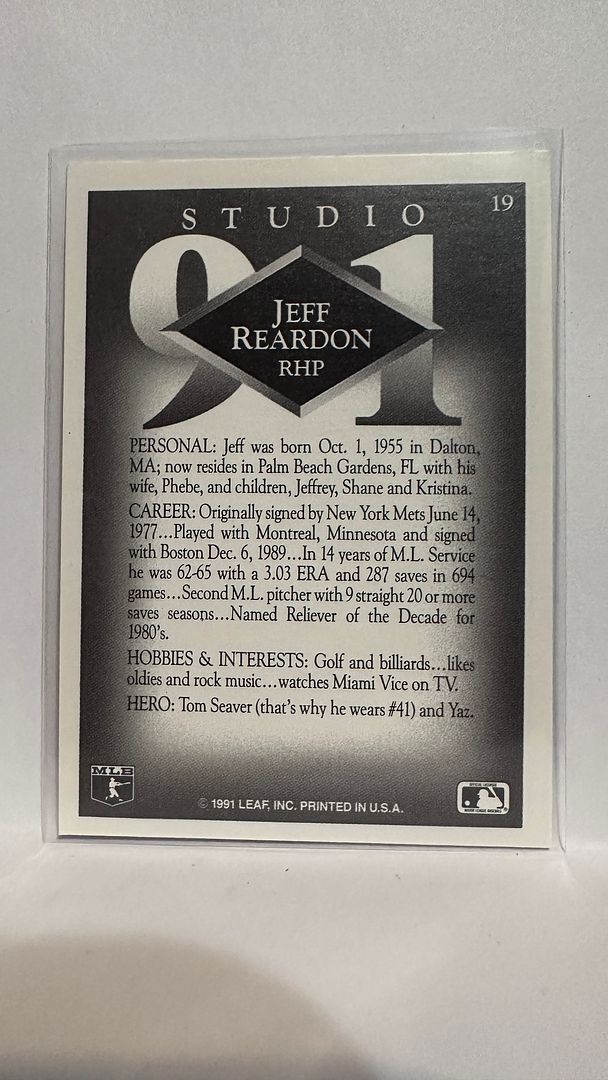 19
STUDIO
91
JEFF
REARDON
RHP
PERSONAL: Jeff was born Oct. 1, 1955 in Dalton,
MA; now resides in Palm Beach Gardens, FL with his
wife, Phebe, and children, Jeffrey, Shane and Kristina.
CAREER: Originally signed by New York Mets June 14,
1977...Played with Montreal, Minnesota and signed
with Boston Dec. 6, 1989...In 14 years of M.L. Service
he was 62-65 with a 3.03 ERA and 287 saves in 694
games...Second M.L. pitcher with 9 straight 20 or more
saves seasons...Named Reliever of the Decade for
1980's.
HOBBIES & INTERESTS: Golf and billiards...likes
oldies and rock music...watches Miami Vice on TV.
HERO: Tom Seaver (that's why he wears #41) and Yaz.
MLB
© 1991 LEAF, INC. PRINTED IN U.S.A.
OFFICIAL LICENSEE
MAJOR LEAGUE BASEBALL